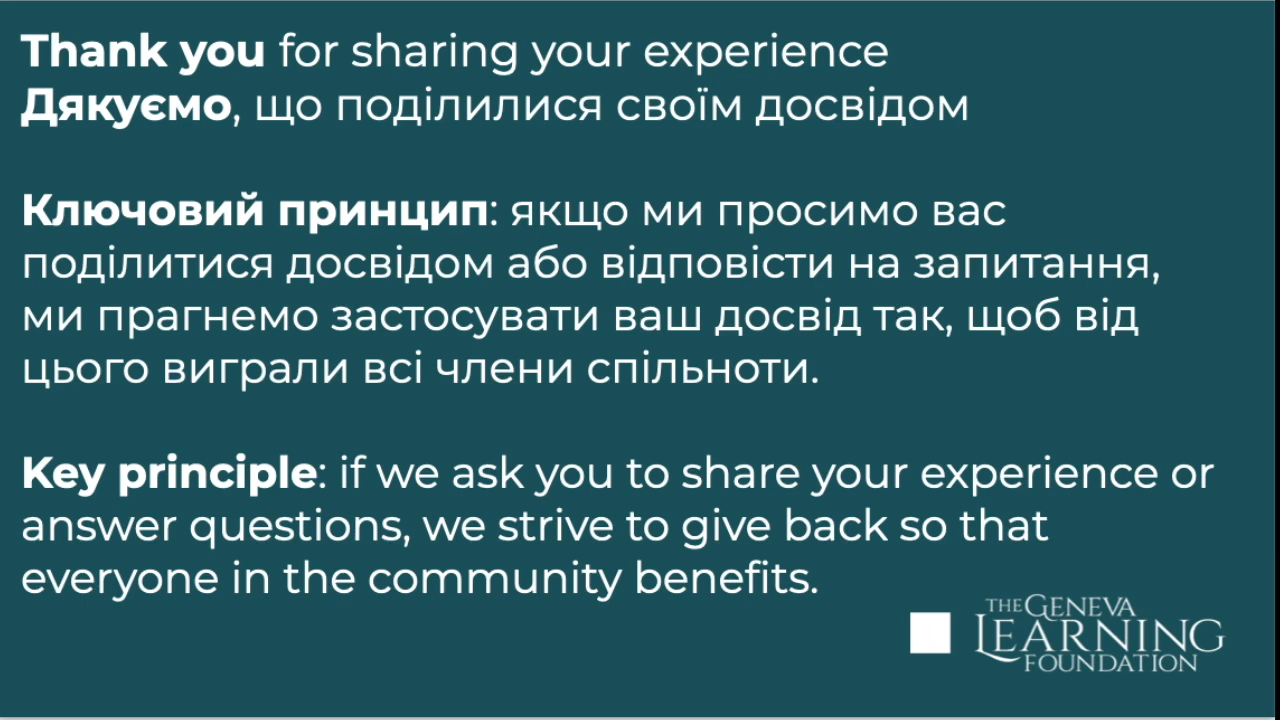 Thank you for sharing your experience
Дякуємо, що поділилися своїм досвідом
Ключовий принцип: якщо ми просимо вас
поділитися досвідом або відповісти на запитання,
ми прагнемо застосувати ваш досвід так, щоб від
цього виграли всі члени спільноти.
Key principle: if we ask you to share your experience or
answer questions, we strive to give back so that
everyone in the community benefits.
THE GENEVA
LEARNING
FOUNDATION